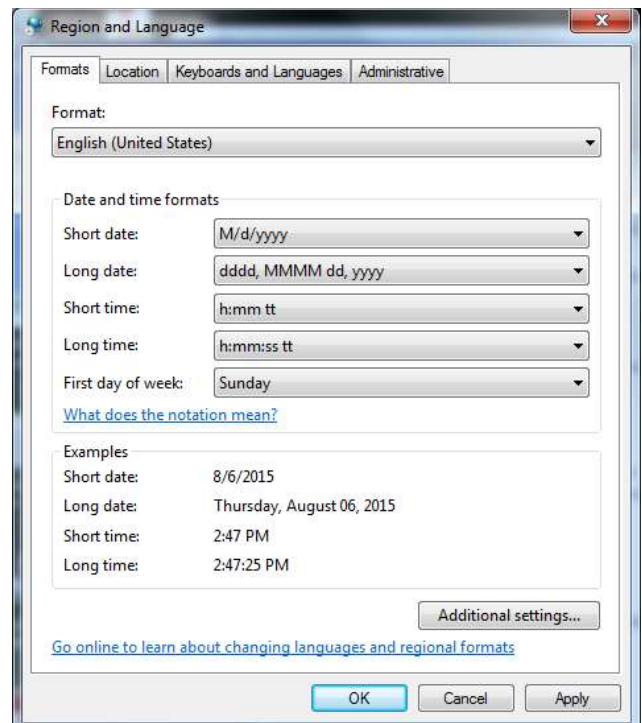 Region and Language
Formats Location Keyboards and Languages Administrative
Format:
English (United States)
Date and time formats
Short date: M/d/yyyy
Long date: dddd, MMMM dd, yyyy
Short time: h:mm tt
Long time: h:mm:ss tt
First day of week: Sunday
What does the notation mean?
Examples
Short date: 8/6/2015
Long date: Thursday, August 06, 2015
Short time: 2:47 PM
Long time: 2:47:25 PM
Additional settings...
Go online to learn about changing languages and regional formats
OK Cancel Apply